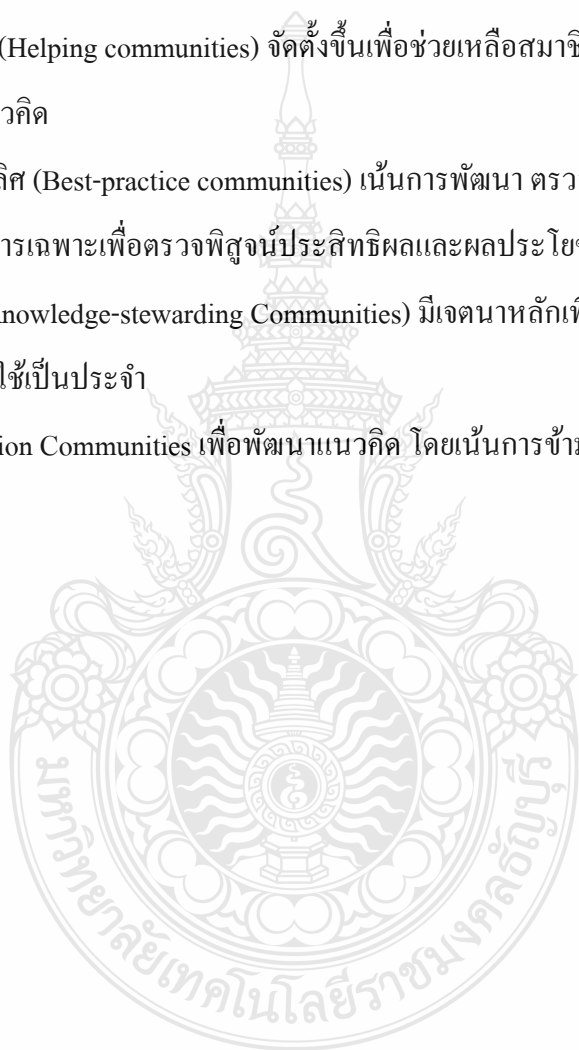 (Helping communities) จัดตั้งขึ้นเพื่อช่วยเหลือสมาชิ
วคิด
ลิศ (Best-practice communities) เน้นการพัฒนา ตรว
ารเฉพาะเพื่อตรวจพิสูจน์ประสิทธิผลและผลประโย
nowledge-stewarding Communities) มีเจตนาหลักเพ
ใช้เป็นประจำ
ion Communities เพื่อพัฒนาแนวคิด โดยเน้นการข้าม
มหาวิทยาลัยเทคโนโลยีราชมงคลธัญบุรี